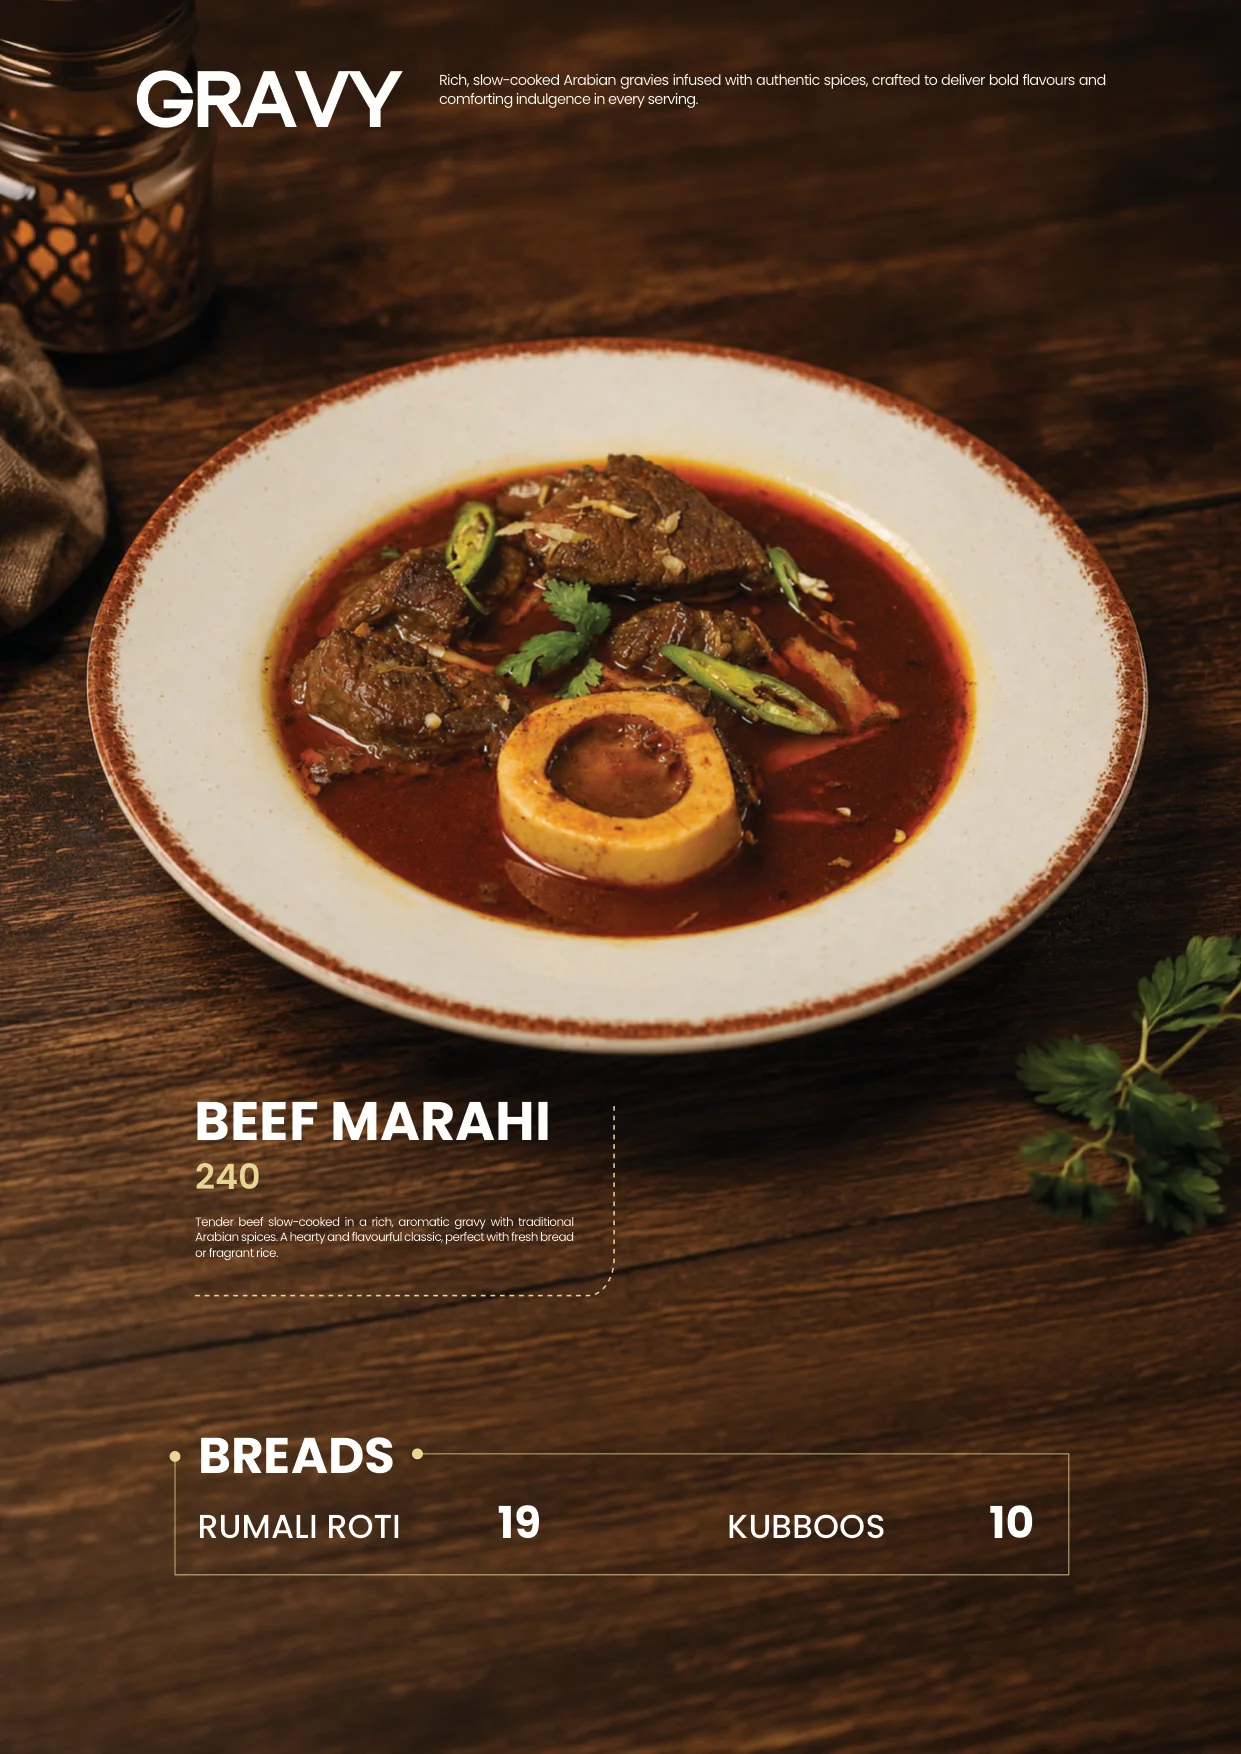 GRAVY
Rich, slow-cooked Arabian gravies infused with authentic spices, crafted to deliver bold flavours and
comforting indulgence in every serving.
BEEF MARAHI
240
Tender beef slow-cooked in a rich, aromatic gravy with traditional
Arabian spices. A hearty and flavourful classic, perfect with fresh bread
or fragrant rice.
BREADS
RUMALI ROTI 19 KUBBOOS 10